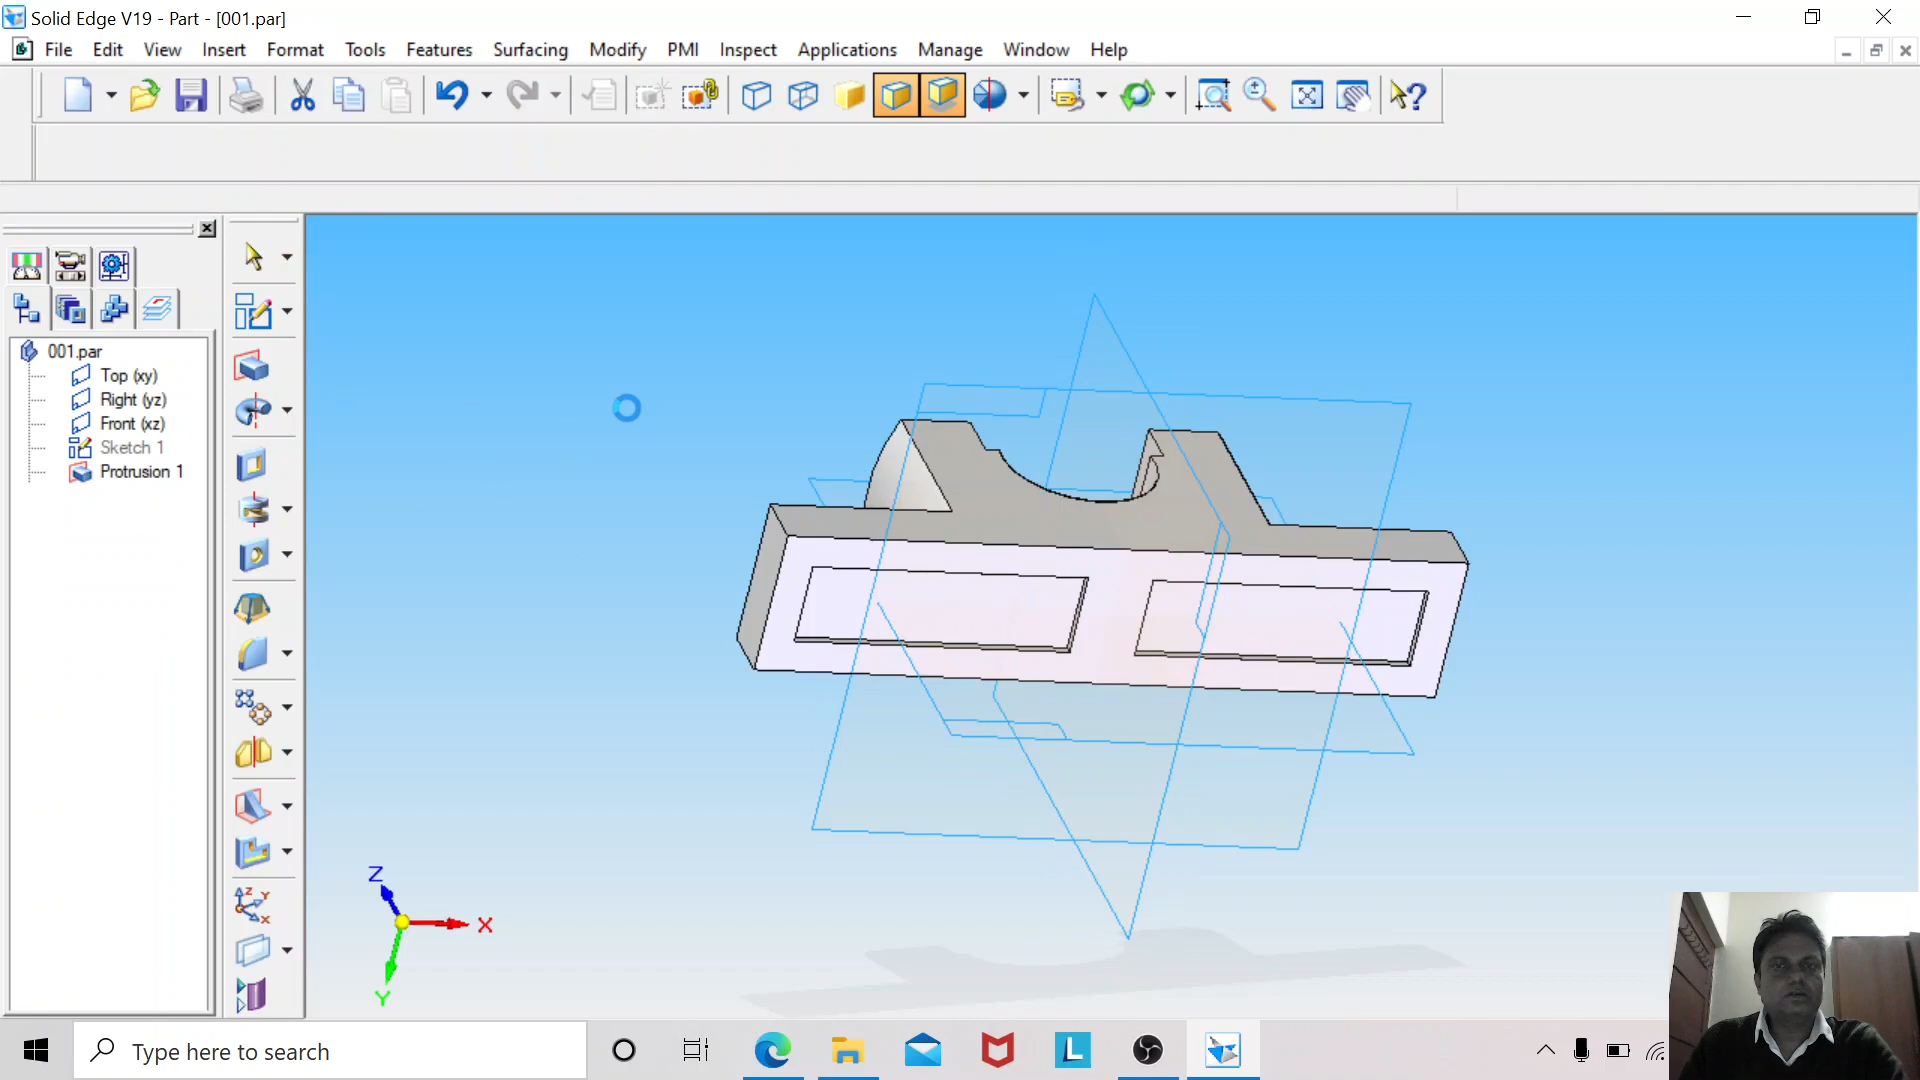 Solid Edge V19 - Part - [001.par]
File Edit View Insert Format Tools Features Surfacing Modify PMI Inspect Applications Manage Window Help
001.par
Top (xy)
Right (yz)
Front (xz)
Sketch 1
Protrusion 1
Z
X
Y
Type here to search